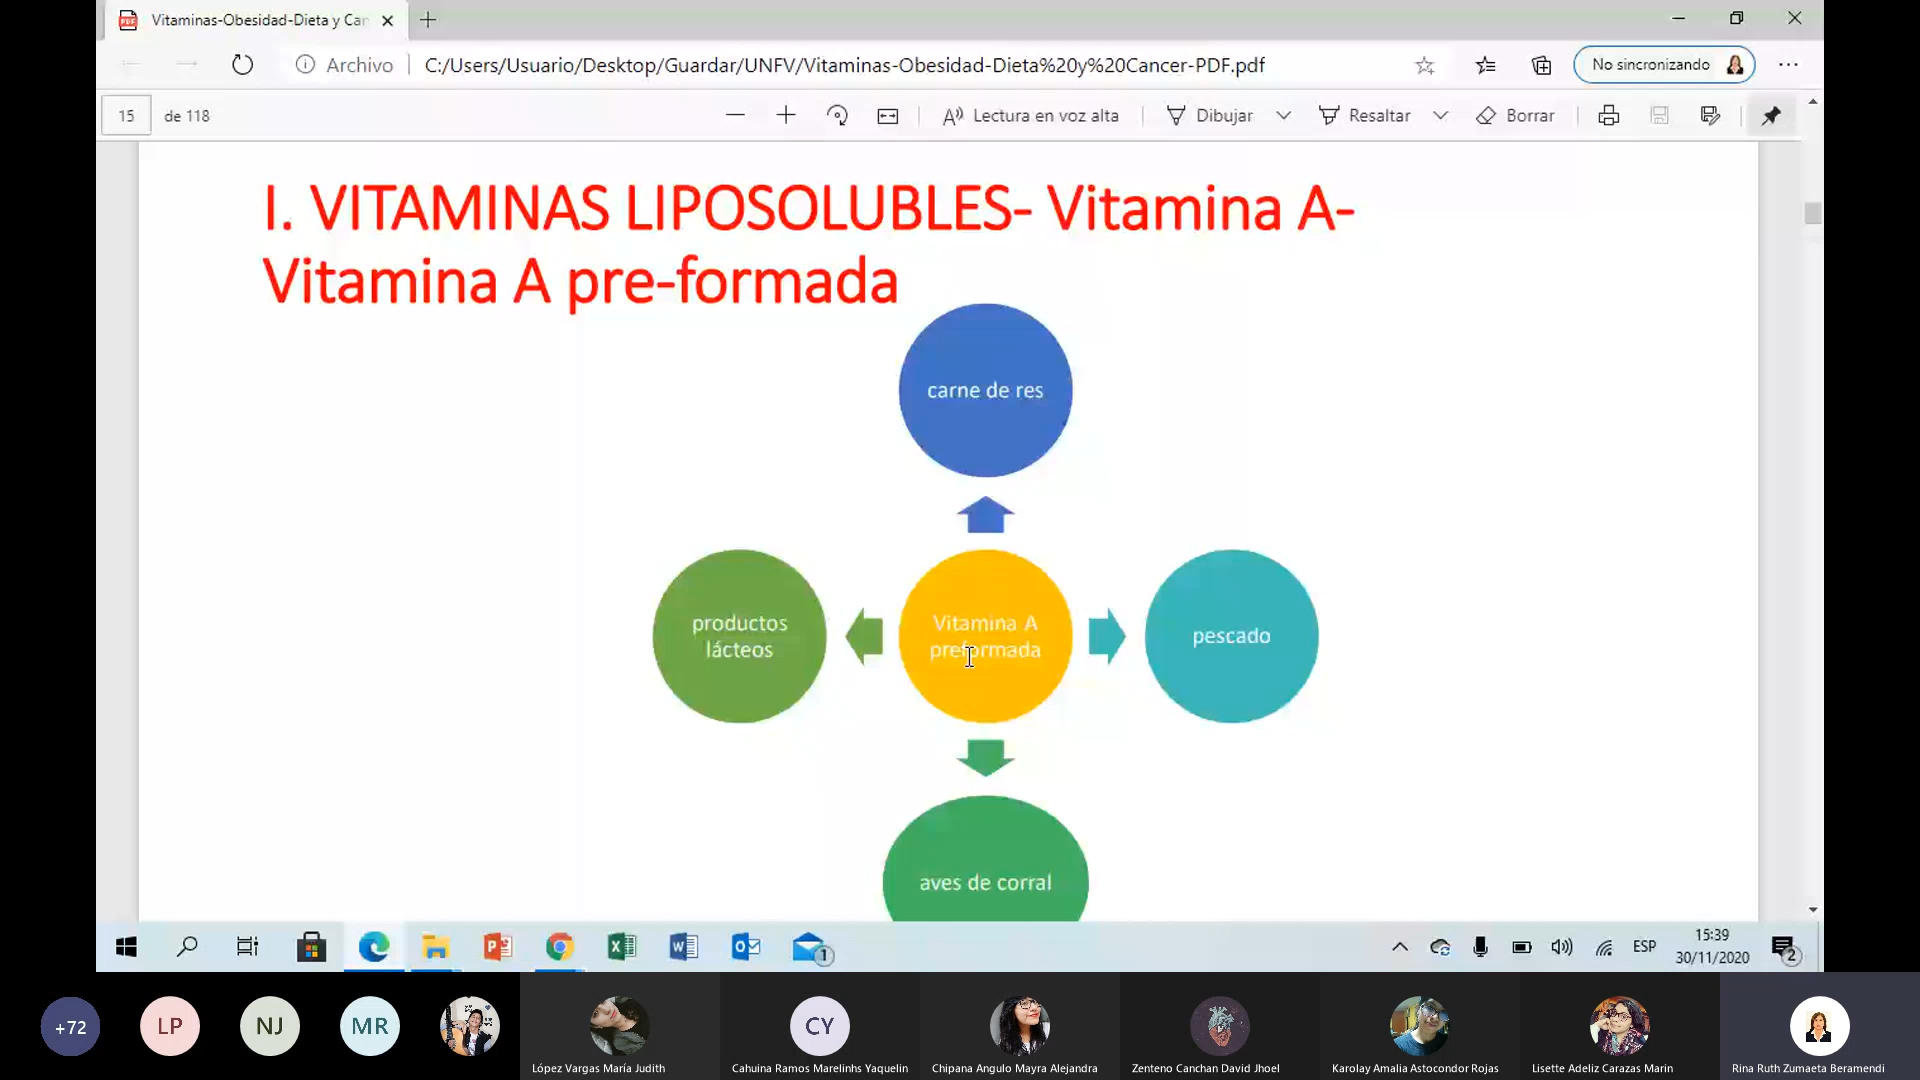 Vitaminas-Obesidad-Dieta y Can
Archivo
C:/Users/Usuario/Desktop/Guardar/UNFV/Vitaminas-Obesidad-Dieta%20y%20Cancer-PDF.pdf
No sincronizando
15 de 118
Lectura en voz alta
Dibujar
Resaltar
Borrar
I. VITAMINAS LIPOSOLUBLES- Vitamina A-
Vitamina A pre-formada
carne de res
productos
lácteos
Vitamina A
preformada
pescado
aves de corral
1
ESP
15:39
30/11/2020
2
+72
LP
NJ
MR
CY
López Vargas María Judith
Cahuina Ramos Marelinhs Yaquelin
Chipana Angulo Mayra Alejandra
Zenteno Canchan David Jhoel
Karolay Amalia Astocondor Rojas
Lisette Adeliz Carazas Marin
Rina Ruth Zumaeta Beramendi